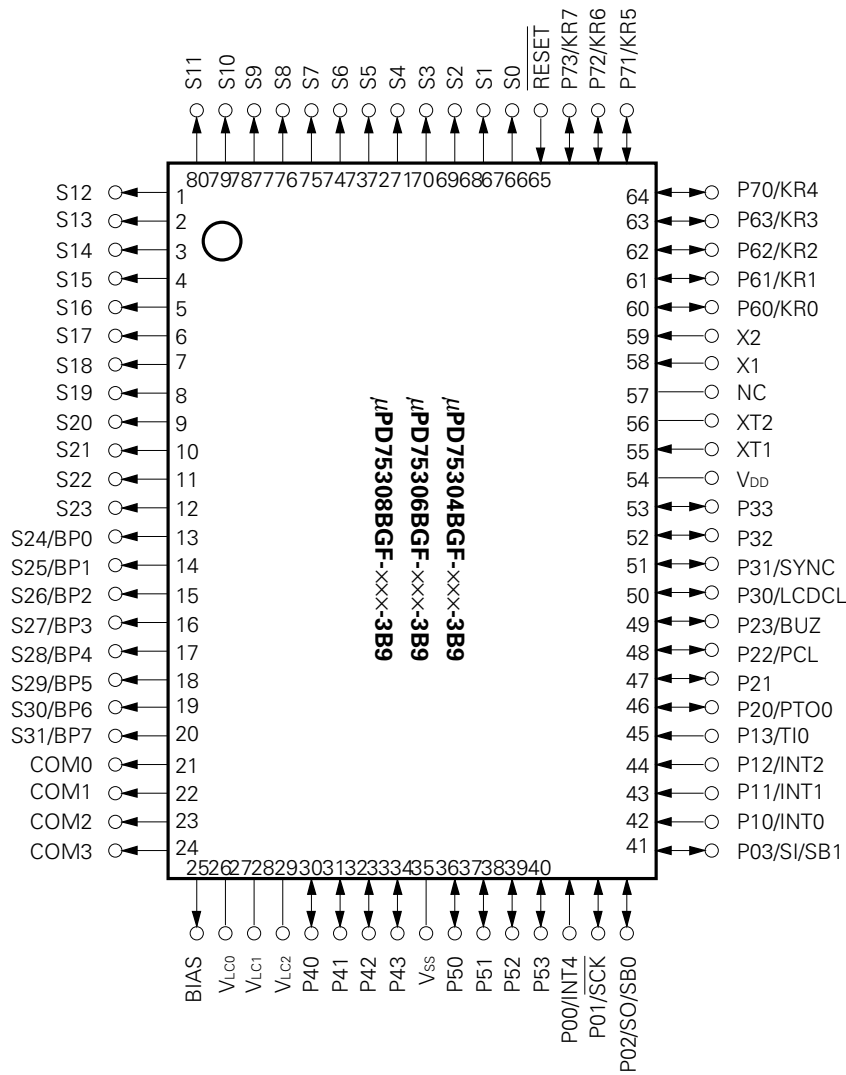 S11 S10 S9 S8 S7 S6 S5 S4 S3 S2 S1 S0 RESET P73/KR7 P72/KR6 P71/KR5
80 79 78 77 76 75 74 73 72 71 70 69 68 67 66 65
S12 1 64 P70/KR4
S13 2 63 P63/KR3
S14 3 62 P62/KR2
S15 4 61 P61/KR1
S16 5 60 P60/KR0
S17 6 59 X2
S18 7 58 X1
S19 8 57 NC
S20 9 56 XT2
S21 10 55 XT1
S22 11 54 VDD
S23 12 53 P33
S24/BP0 13 52 P32
S25/BP1 14 51 P31/SYNC
S26/BP2 15 50 P30/LCDCL
S27/BP3 16 49 P23/BUZ
S28/BP4 17 48 P22/PCL
S29/BP5 18 47 P21
S30/BP6 19 46 P20/PTO0
S31/BP7 20 45 P13/TI0
COM0 21 44 P12/INT2
COM1 22 43 P11/INT1
COM2 23 42 P10/INT0
COM3 24 41 P03/SI/SB1
μPD75304BGF-×××-3B9
μPD75306BGF-×××-3B9
μPD75308BGF-×××-3B9
25 26 27 28 29 30 31 32 33 34 35 36 37 38 39 40
BIAS VLC0 VLC1 VLC2 P40 P41 P42 P43 VSS P50 P51 P52 P53 P00/INT4 P01/SCK P02/SO/SB0